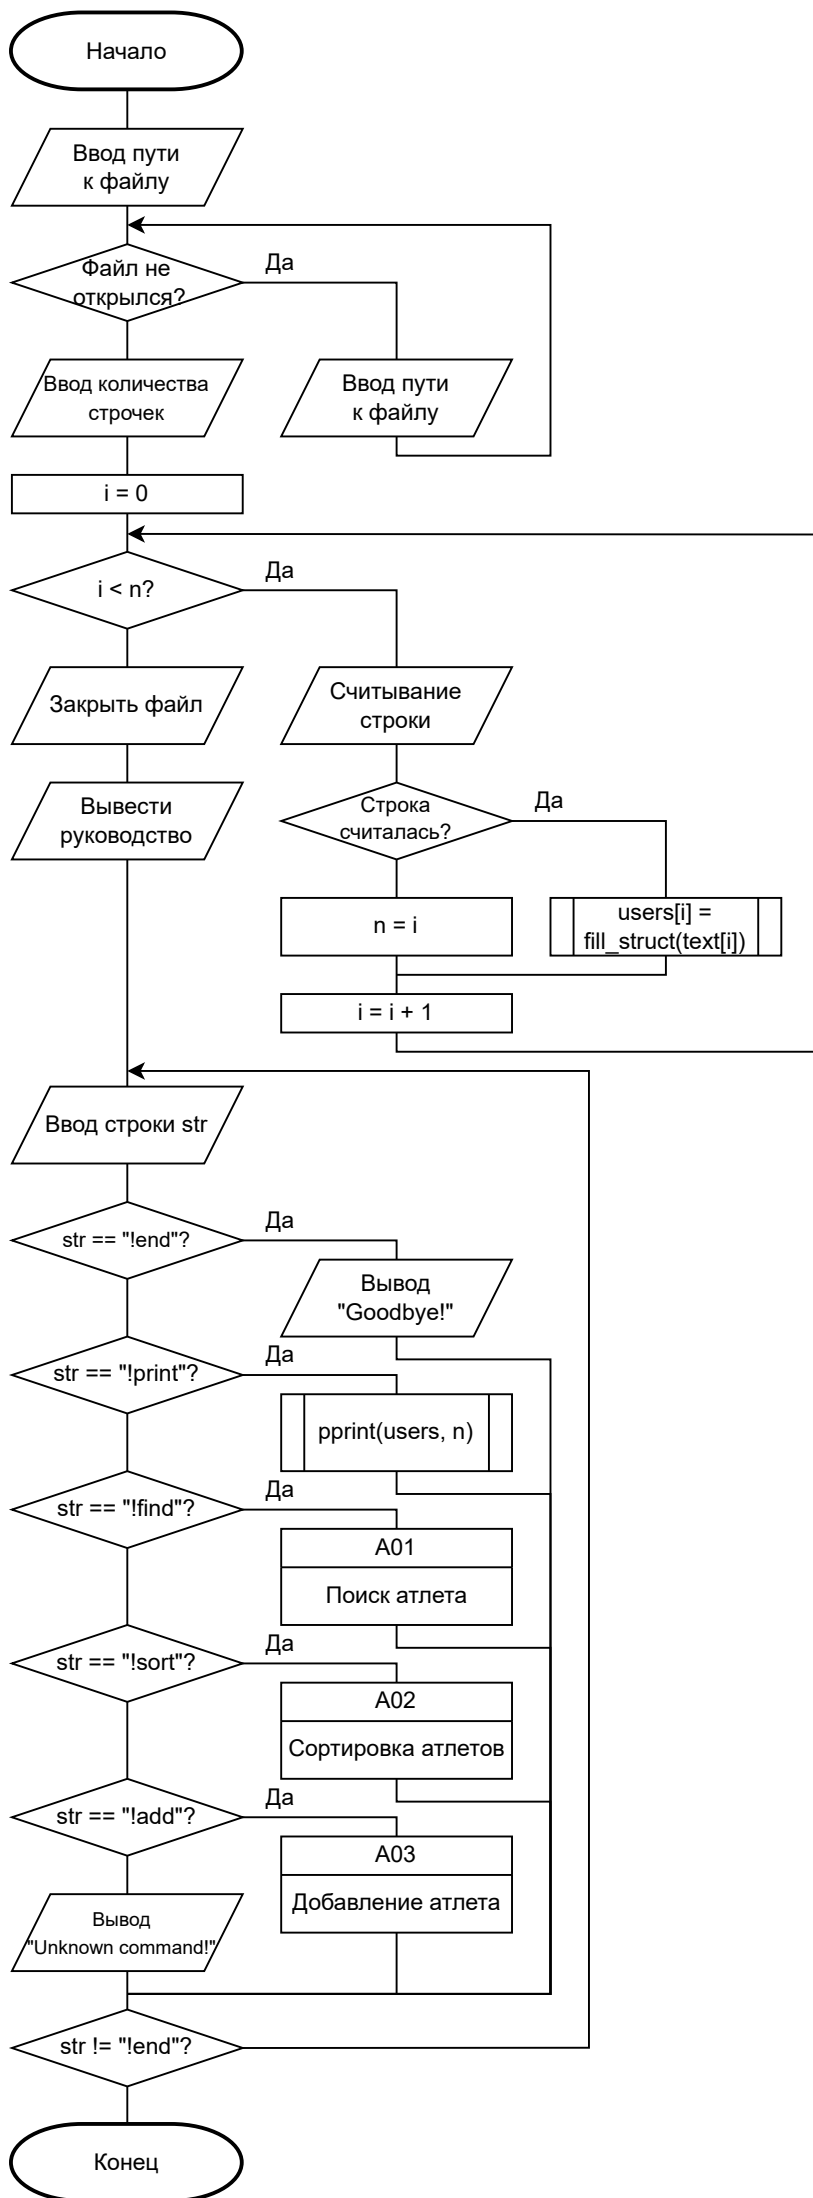 Начало
Ввод пути
к файлу
Файл не
открылся?
Да
Ввод количества
строчек
Ввод пути
к файлу
i = 0
i < n?
Да
Закрыть файл
Считывание
строки
Вывести
руководство
Строка
считалась?
Да
n = i
users[i] =
fill_struct(text[i])
i = i + 1
Ввод строки str
str == "!end"?
Да
Вывод
"Goodbye!"
str == "!print"?
Да
pprint(users, n)
str == "!find"?
Да
A01
Поиск атлета
str == "!sort"?
Да
A02
Сортировка атлетов
str == "!add"?
Да
A03
Добавление атлета
Вывод
"Unknown command!"
str != "!end"?
Конец